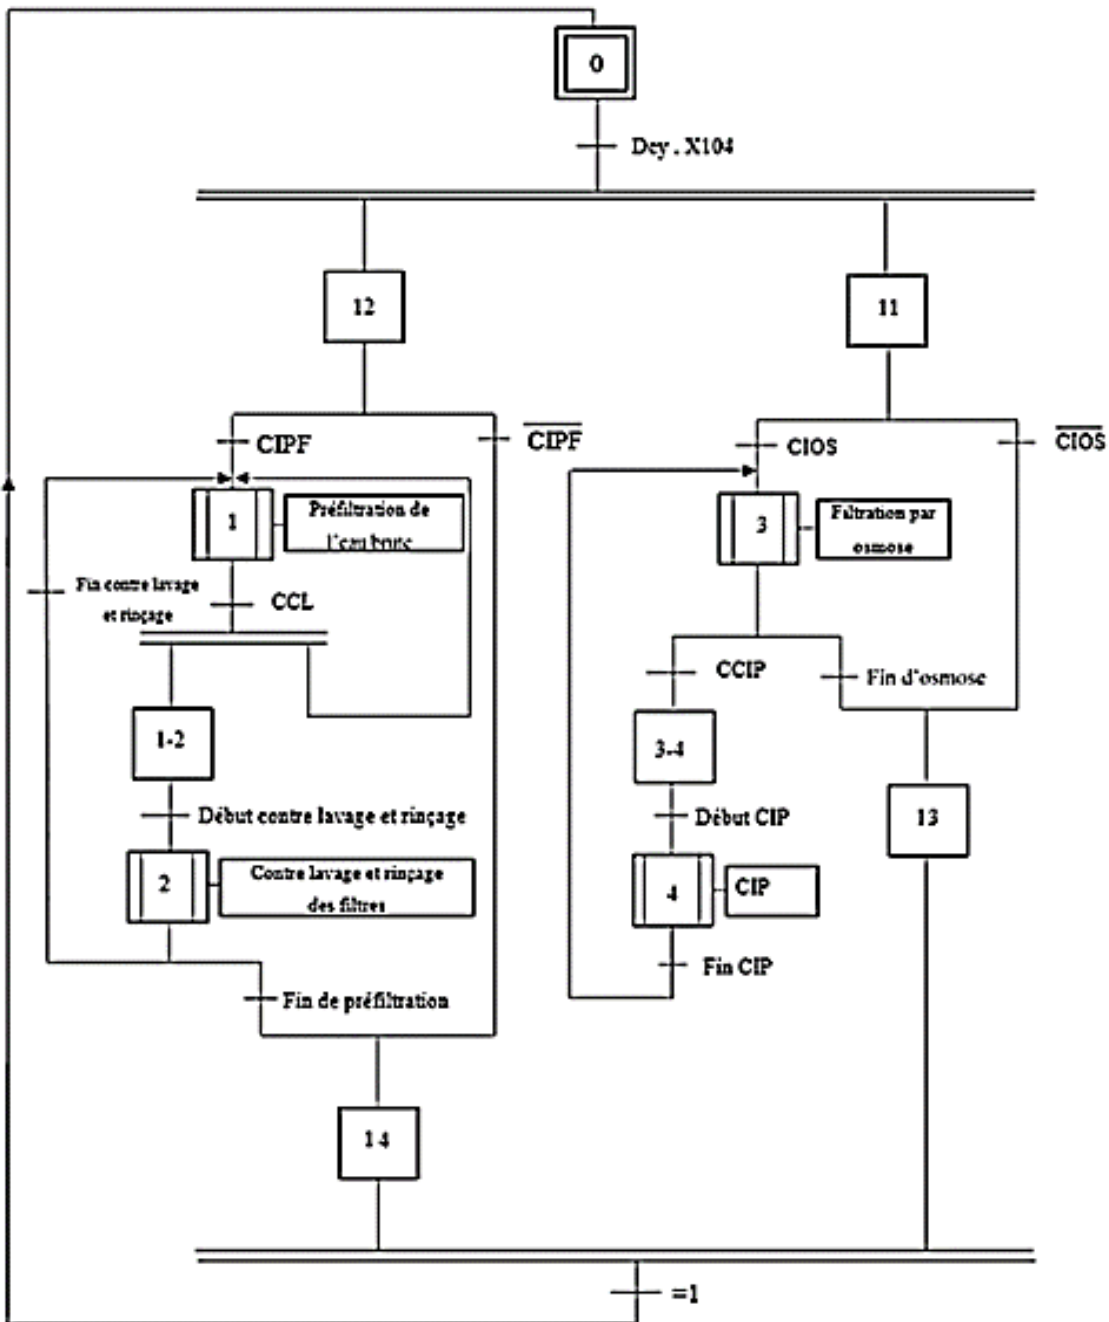 0
Dcy . X104
12
11
CIPF
CIPF
CIOS
CIOS
1
Préfiltration de
l'eau brute
3
Filtration par
osmose
Fin contre lavage
et rinçage
CCL
CCIP
Fin d'osmose
1-2
3-4
Début contre lavage et rinçage
Début CIP
13
2
Contre lavage et rinçage
des filtres
4
CIP
Fin CIP
Fin de préfiltration
14
=1